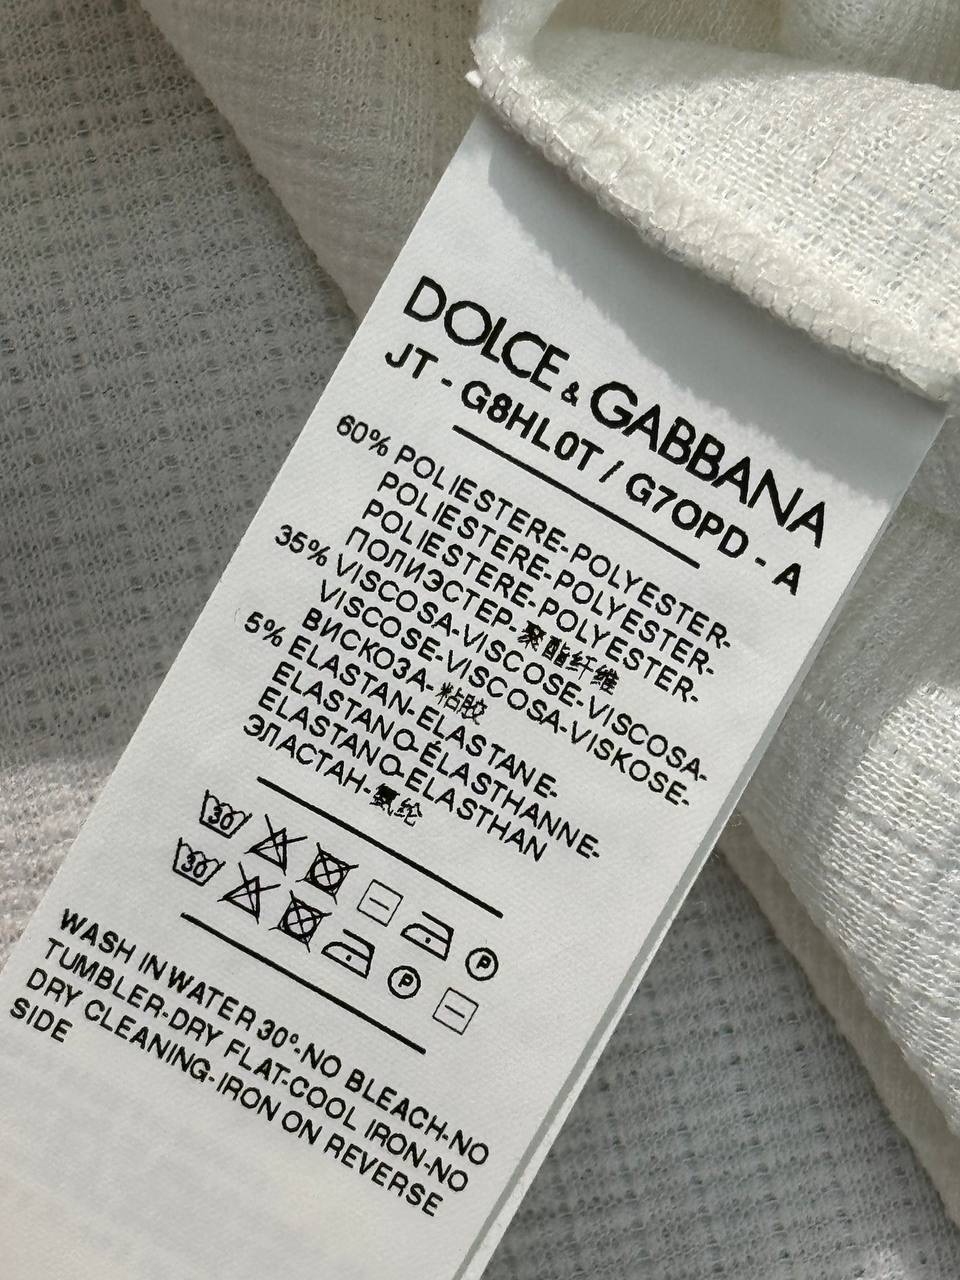 DOLCE & GABBANA
JT - G8HL0T / G7OPD - A
60% POLIESTERE-POLYESTER-
POLIESTERE-POLYESTER-
POLIESTERE-POLYESTER-
ПОЛИЭСТЕР-聚酯纤维
35% VISCOSA-VISCOSE-VISCOSA-
VISCOSE-VISCOSA-VISKOSE-
ВИСКОЗА-粘胶
5% ELASTAN-ELASTANE-
ELASTANO-ÉLASTHANNE-
ELASTANO-ELASTHAN
ЭЛАСТАН-氨纶
30 P
30 P
WASH IN WATER 30°-NO BLEACH-NO
TUMBLER-DRY FLAT-COOL IRON-NO
DRY CLEANING-IRON ON REVERSE
SIDE